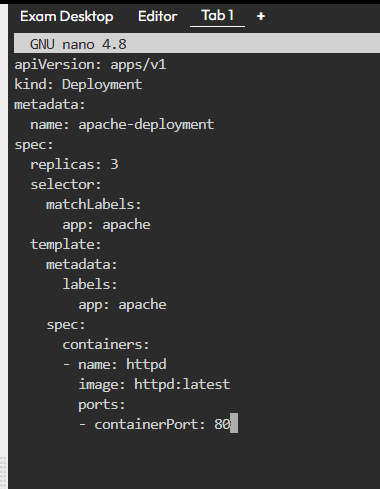 Exam Desktop Editor Tab 1 +
GNU nano 4.8
apiVersion: apps/v1
kind: Deployment
metadata:
  name: apache-deployment
spec:
  replicas: 3
  selector:
    matchLabels:
      app: apache
  template:
    metadata:
      labels:
        app: apache
    spec:
      containers:
      - name: httpd
        image: httpd:latest
        ports:
        - containerPort: 80